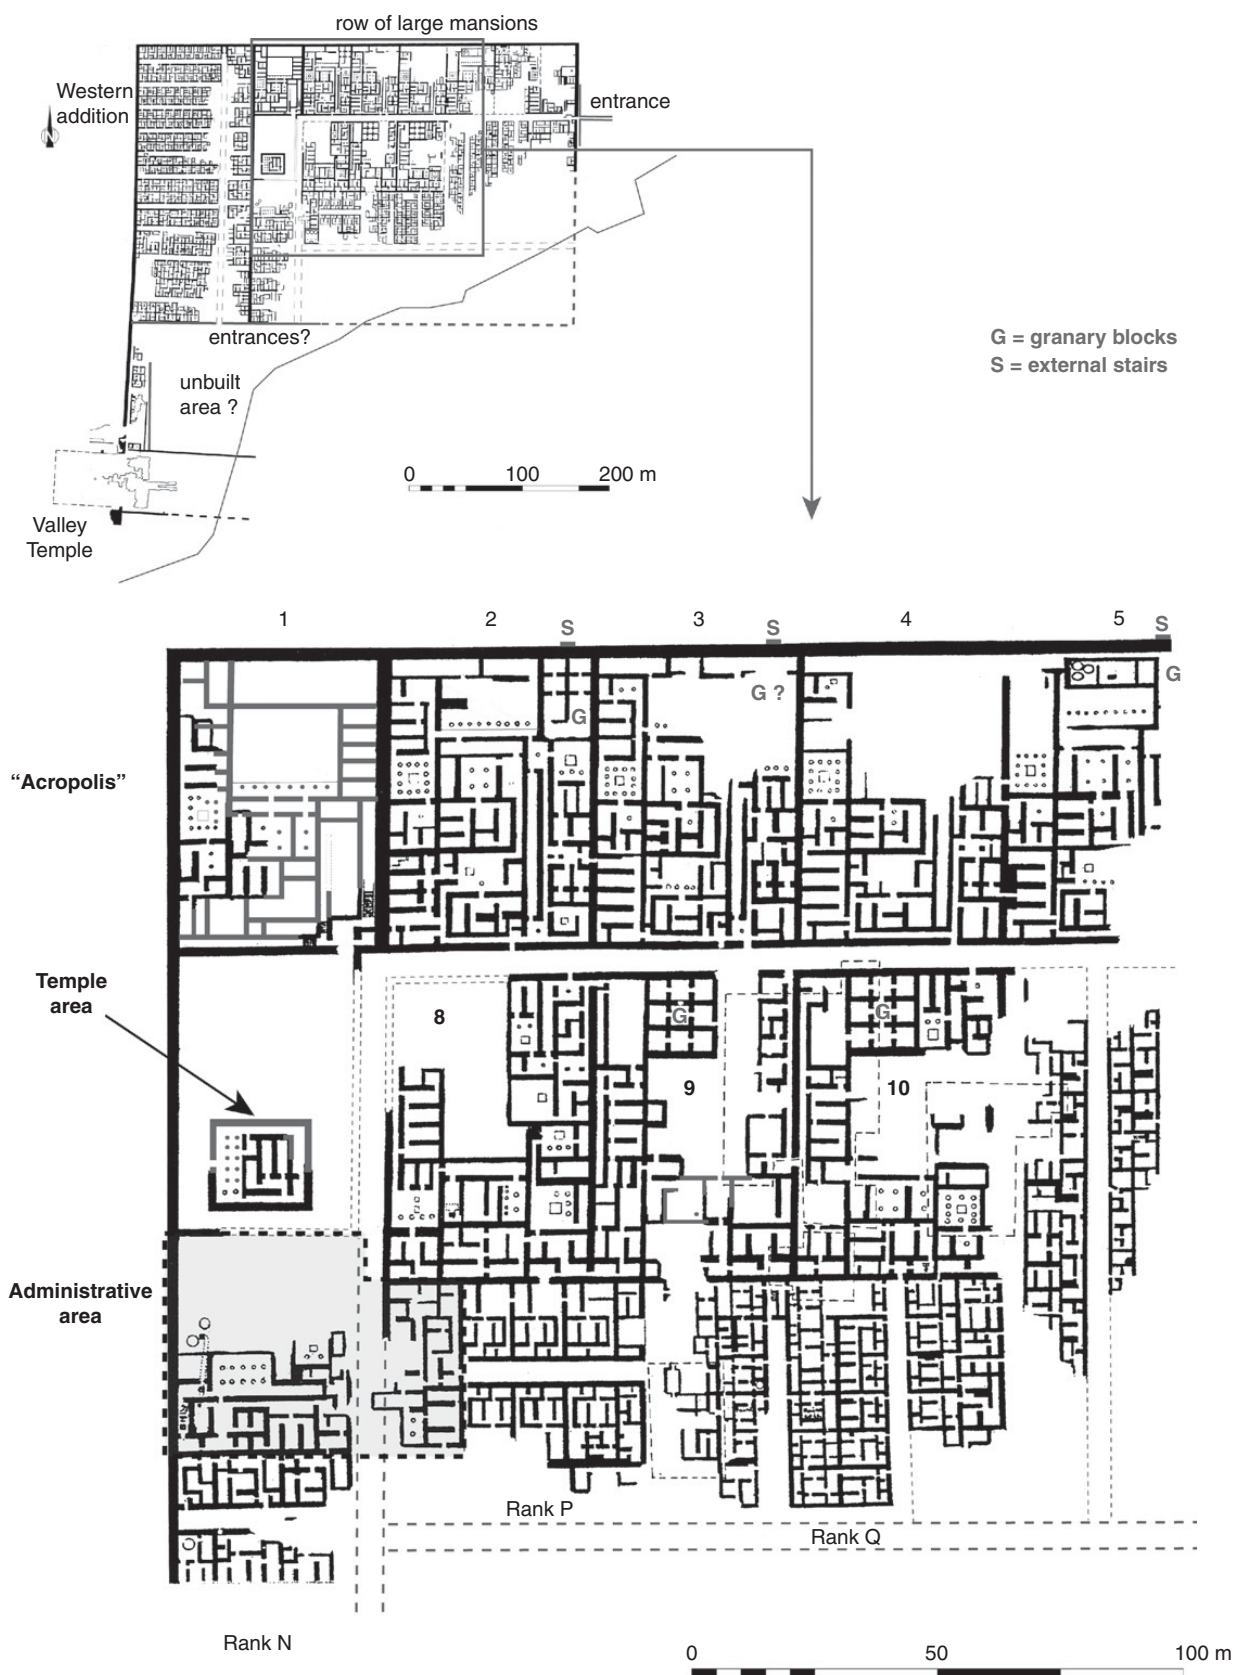 row of large mansions
Western
addition
entrance
N
entrances?
G = granary blocks
S = external stairs
unbuilt
area ?
0 100 200 m
Valley
Temple
1 2 3 4 5
S S S
G ? G
G
"Acropolis"
Temple
area
8
G G
9 10
Administrative
area
Rank P
Rank Q
Rank N
0 50 100 m